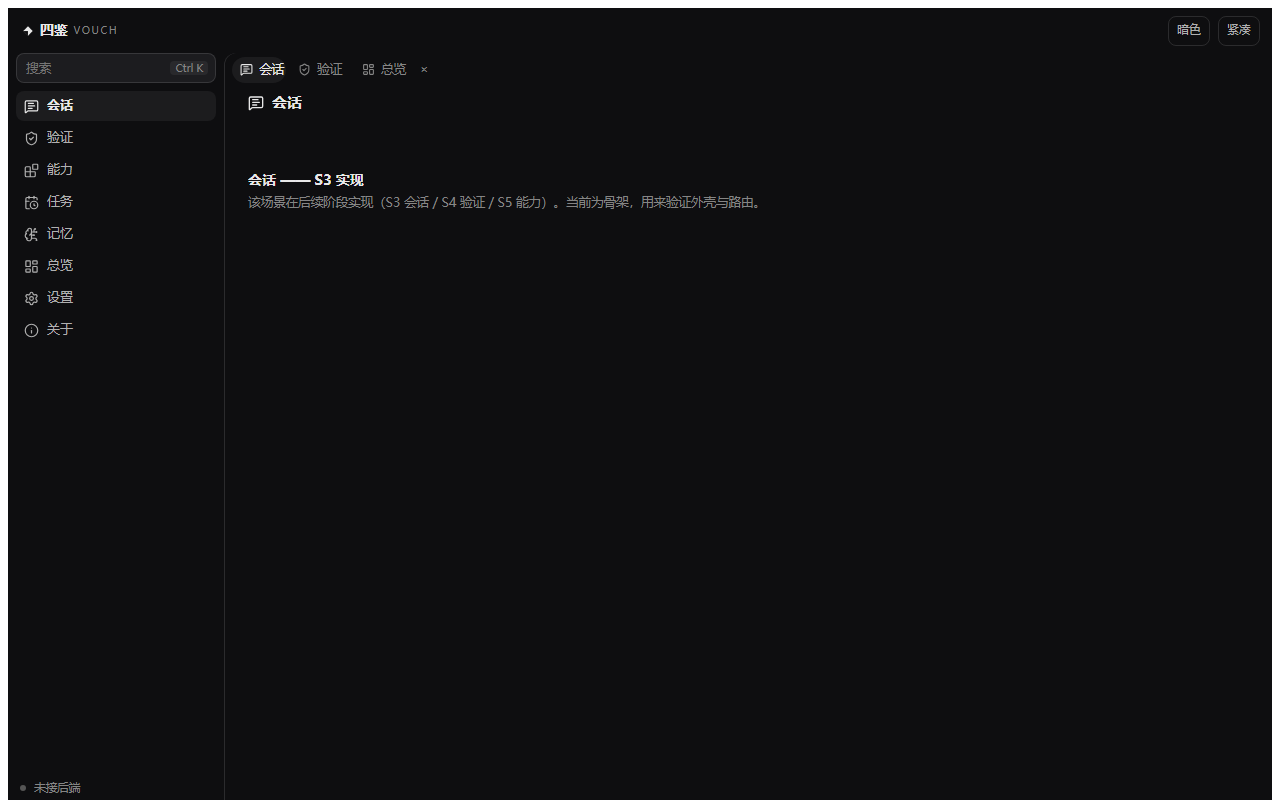 四鉴 VOUCH
暗色 紧凑
搜索 Ctrl K
会话
验证
能力
任务
记忆
总览
设置
关于
未接后端
会话 验证 总览 ×
会话
会话 —— S3 实现
该场景在后续阶段实现（S3 会话 / S4 验证 / S5 能力）。当前为骨架，用来验证外壳与路由。